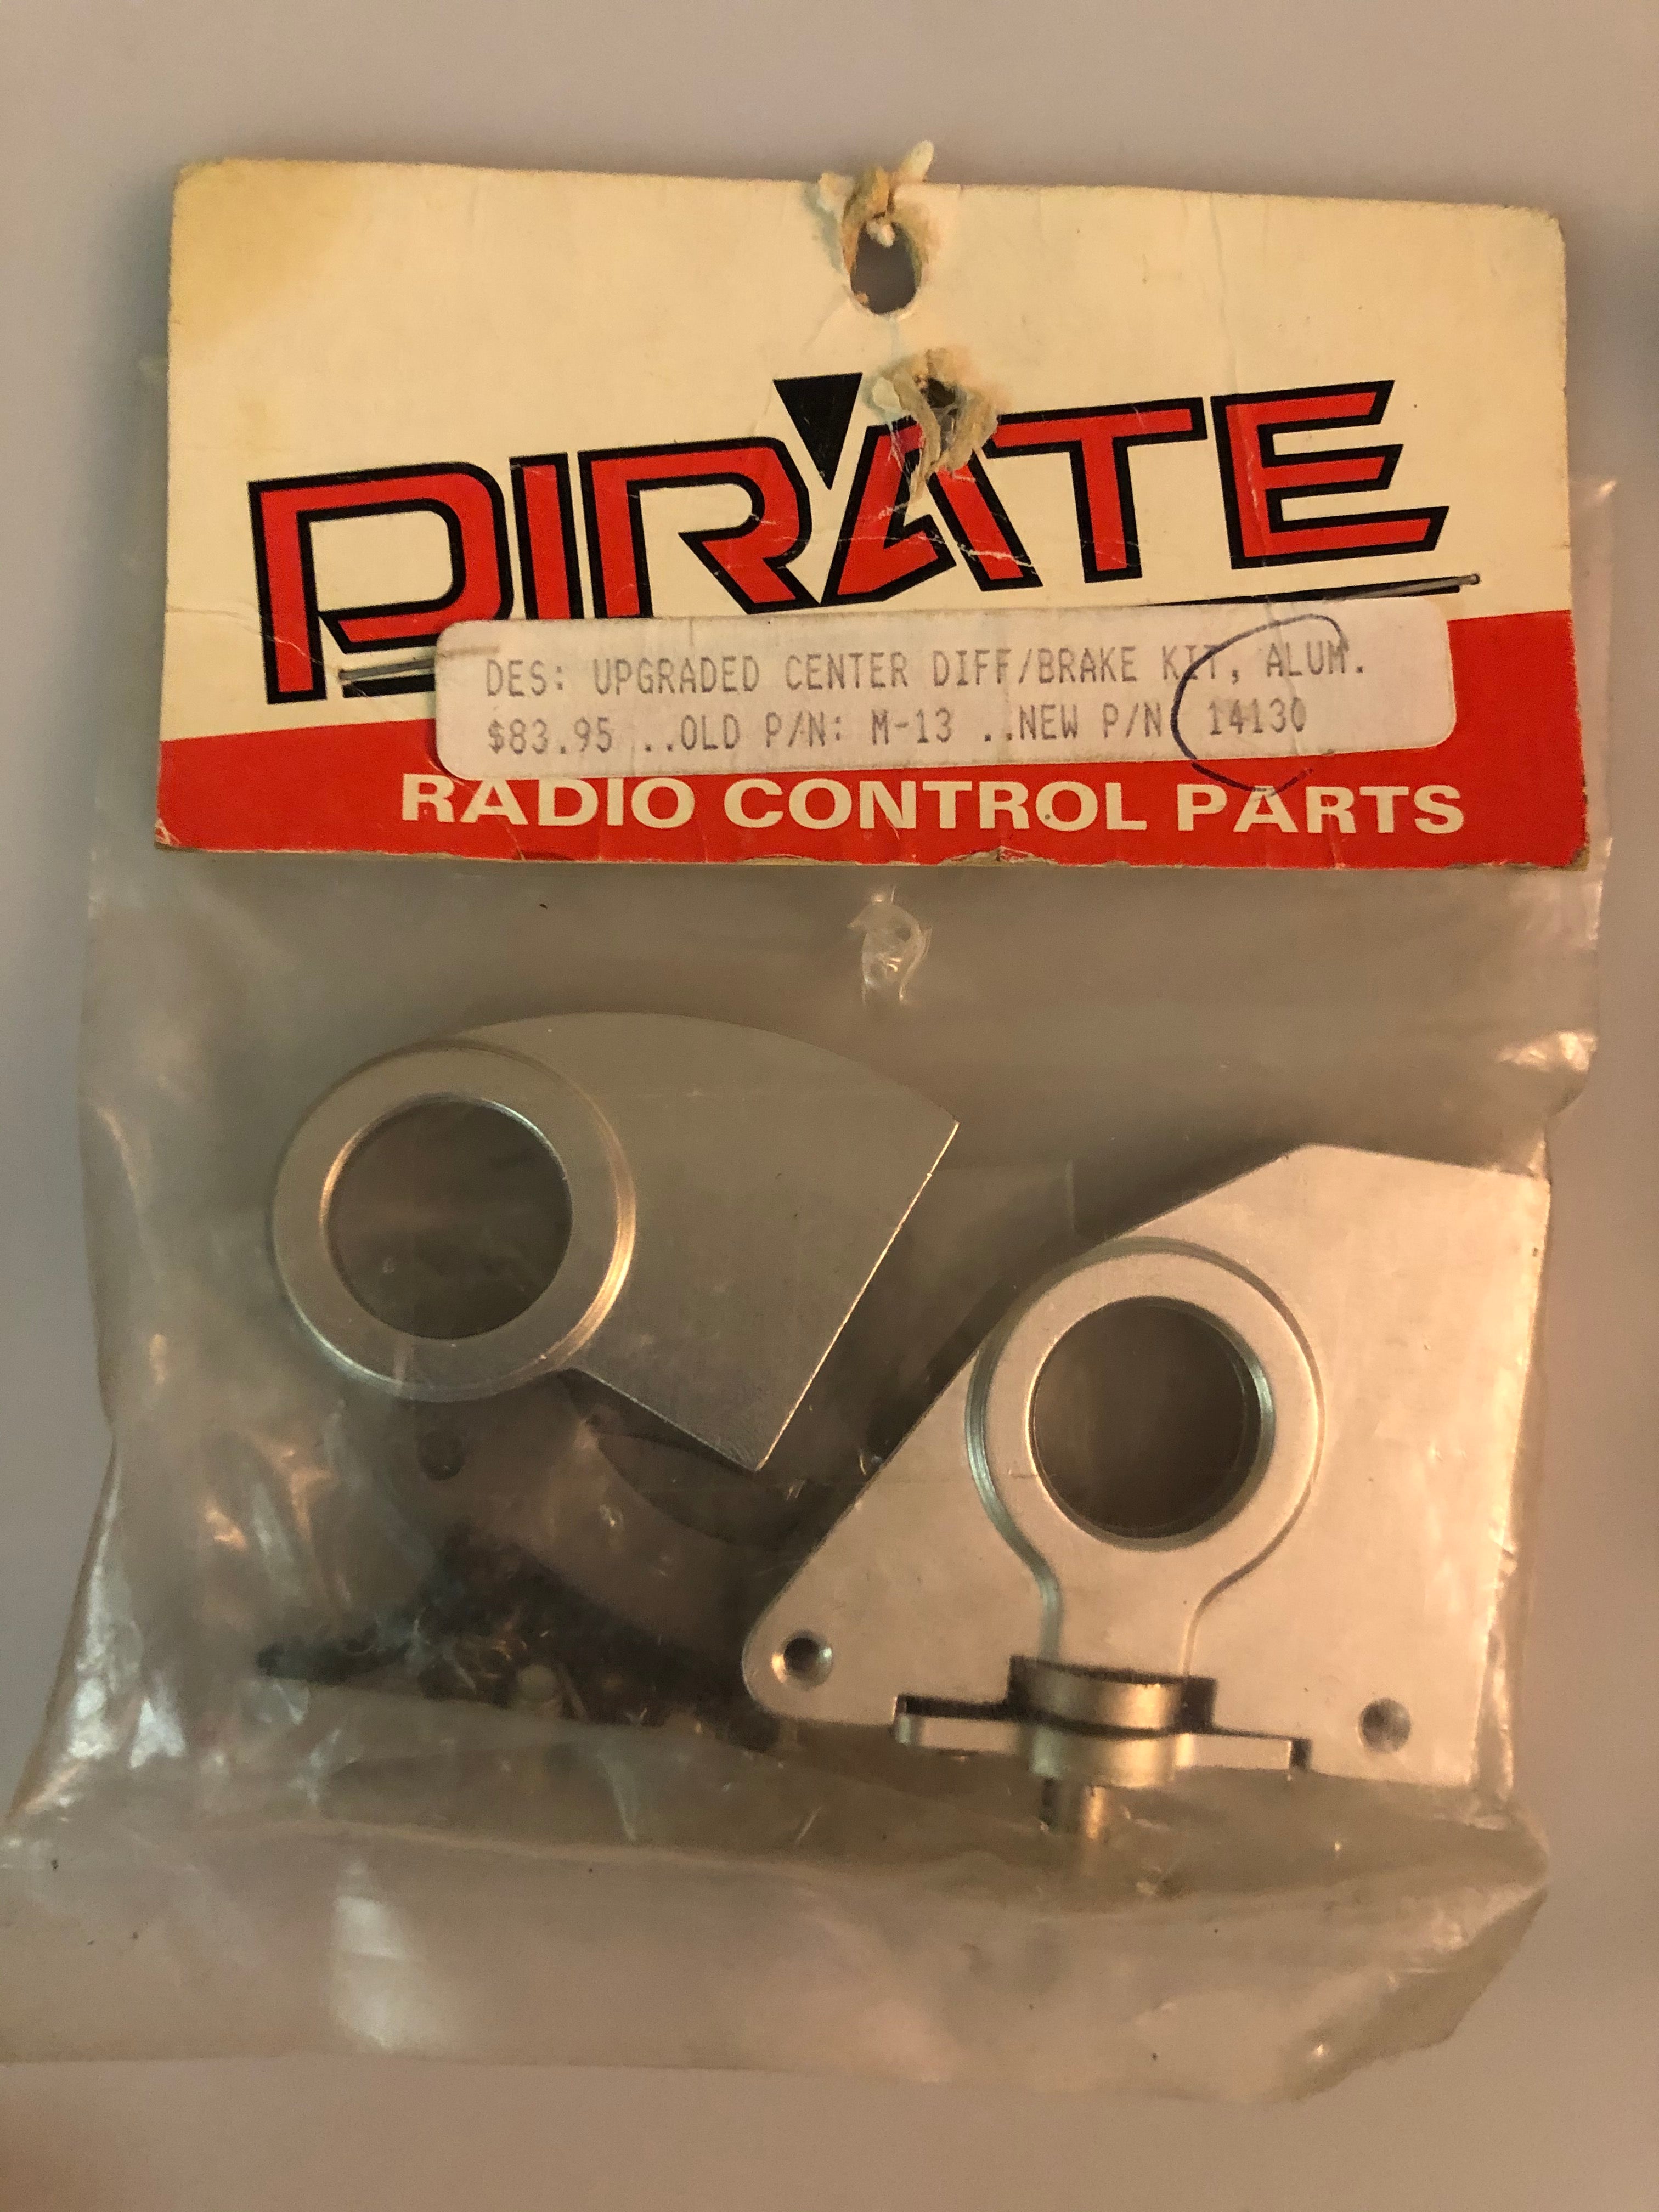 PIRATE
DES: UPGRADED CENTER DIFF/BRAKE KIT, ALUM.
$83.95 ..OLD P/N: M-13 ..NEW P/N 14130
RADIO CONTROL PARTS